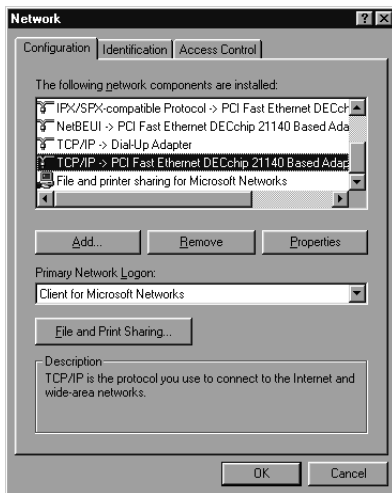 Network
Configuration Identification Access Control
The following network components are installed:
IPX/SPX-compatible Protocol -> PCI Fast Ethernet DECch
NetBEUI -> PCI Fast Ethernet DECchip 21140 Based Ada
TCP/IP -> Dial-Up Adapter
TCP/IP -> PCI Fast Ethernet DECchip 21140 Based Adap
File and printer sharing for Microsoft Networks
Add... Remove Properties
Primary Network Logon:
Client for Microsoft Networks
File and Print Sharing...
Description
TCP/IP is the protocol you use to connect to the Internet and
wide-area networks.
OK Cancel